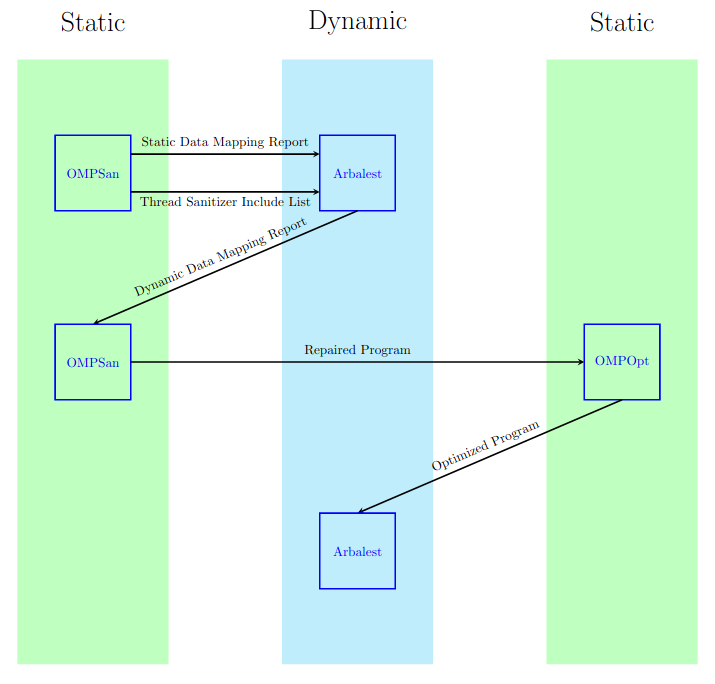 Static
Dynamic
Static
Static Data Mapping Report
OMPSan
Arbalest
Thread Sanitizer Include List
Dynamic Data Mapping Report
Repaired Program
OMPSan
OMPOpt
Optimized Program
Arbalest